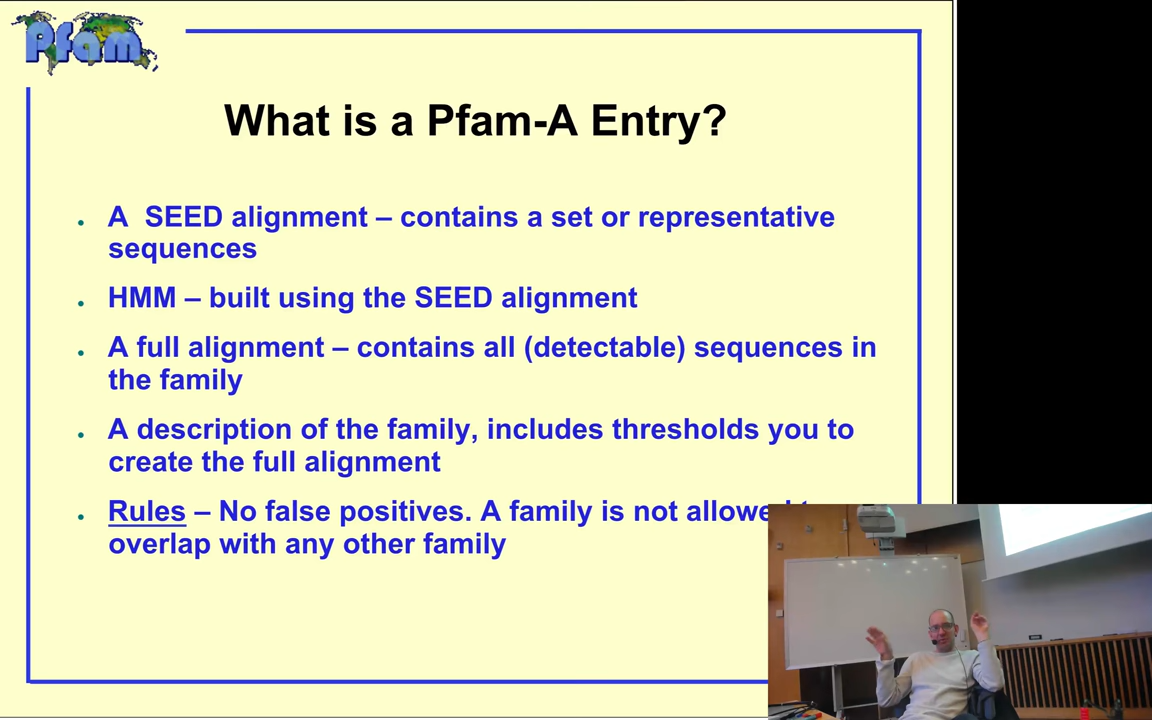 Pfam
What is a Pfam-A Entry?
A SEED alignment – contains a set or representative
sequences
HMM – built using the SEED alignment
A full alignment – contains all (detectable) sequences in
the family
A description of the family, includes thresholds you to
create the full alignment
Rules – No false positives. A family is not allowed
overlap with any other family